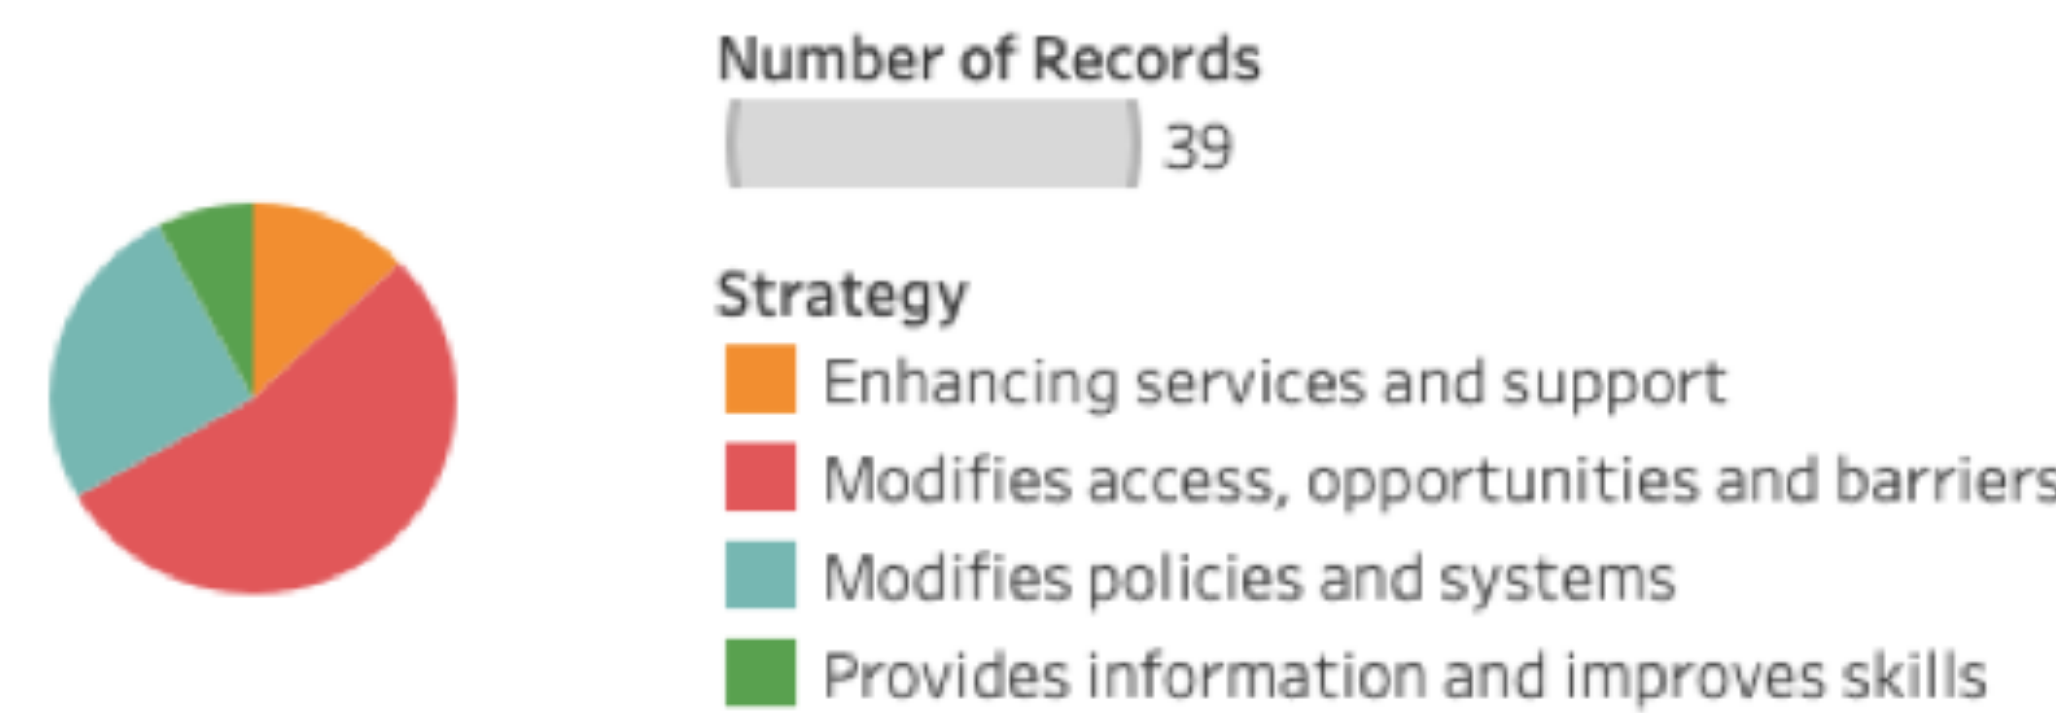 Number of Records
39
Strategy
Enhancing services and support
Modifies access, opportunities and barriers
Modifies policies and systems
Provides information and improves skills